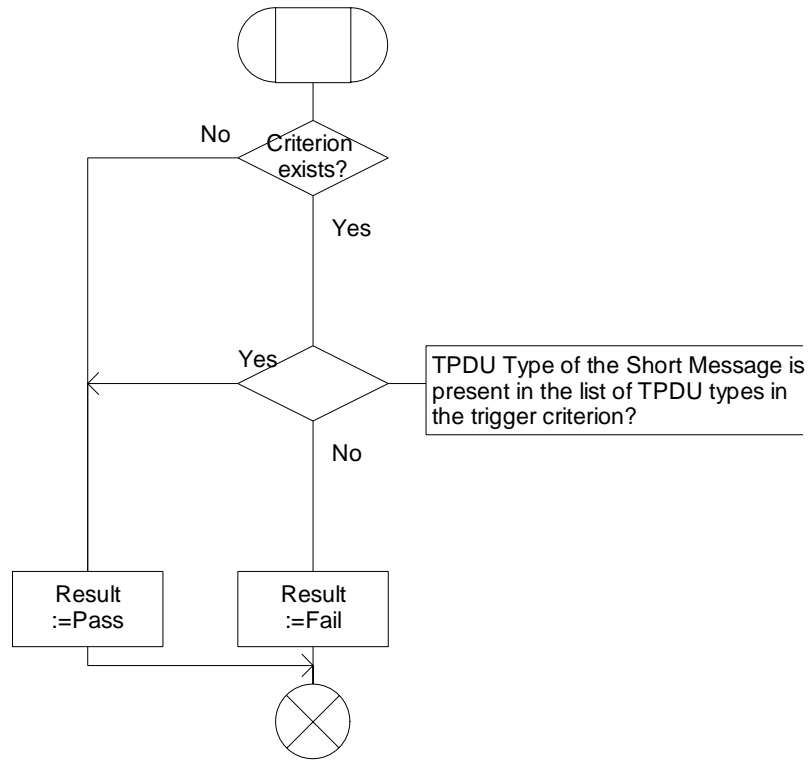 No
Criterion
exists?
Yes
Yes
TPDU Type of the Short Message is
present in the list of TPDU types in
the trigger criterion?
No
Result
:=Pass
Result
:=Fail